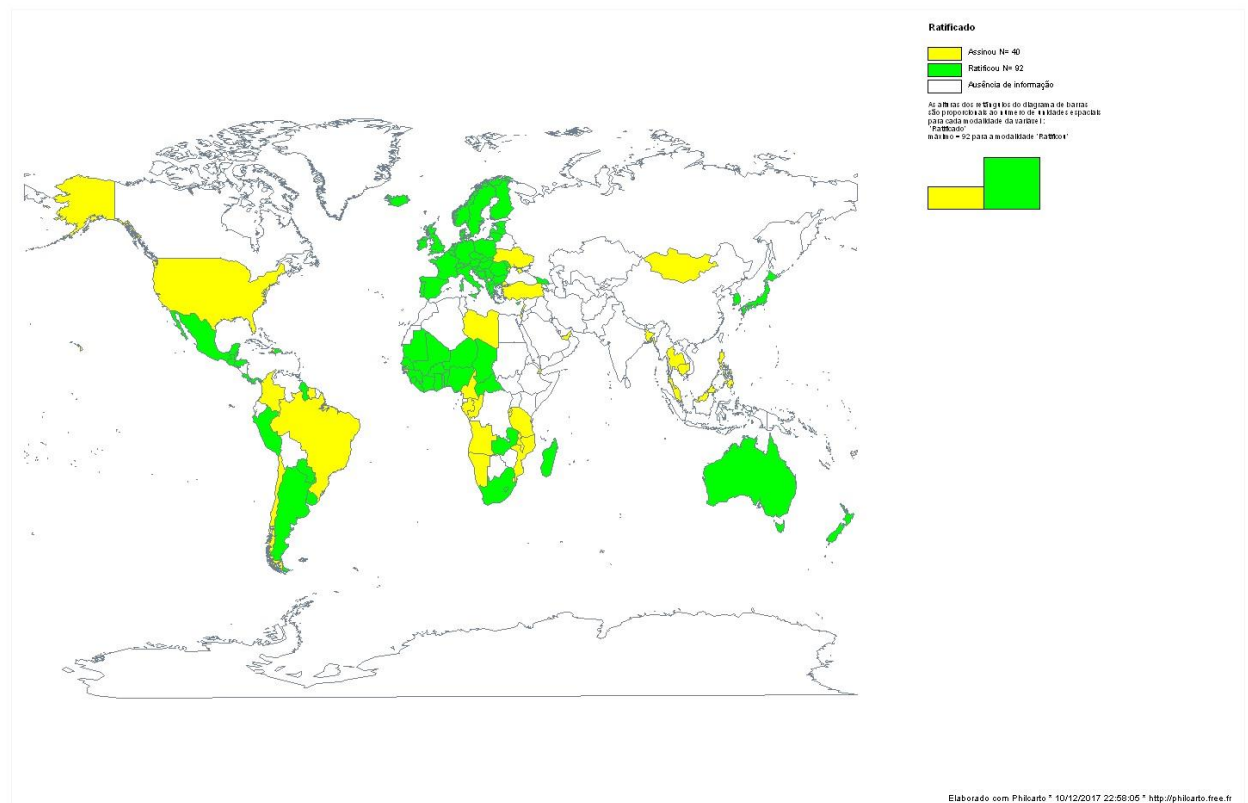 Ratificado
Assinou N= 40
Ratificou N= 92
Ausência de informação
As alturas dos retângulos do diagrama de barras
são proporcionais ao número de unidades espaciais
para cada modalidade da variável :
'Ratificado'
máximo = 92 para a modalidade 'Ratificou'
Elaborado com Philcarto * 10/12/2017 22:58:05 * http://philcarto.free.fr